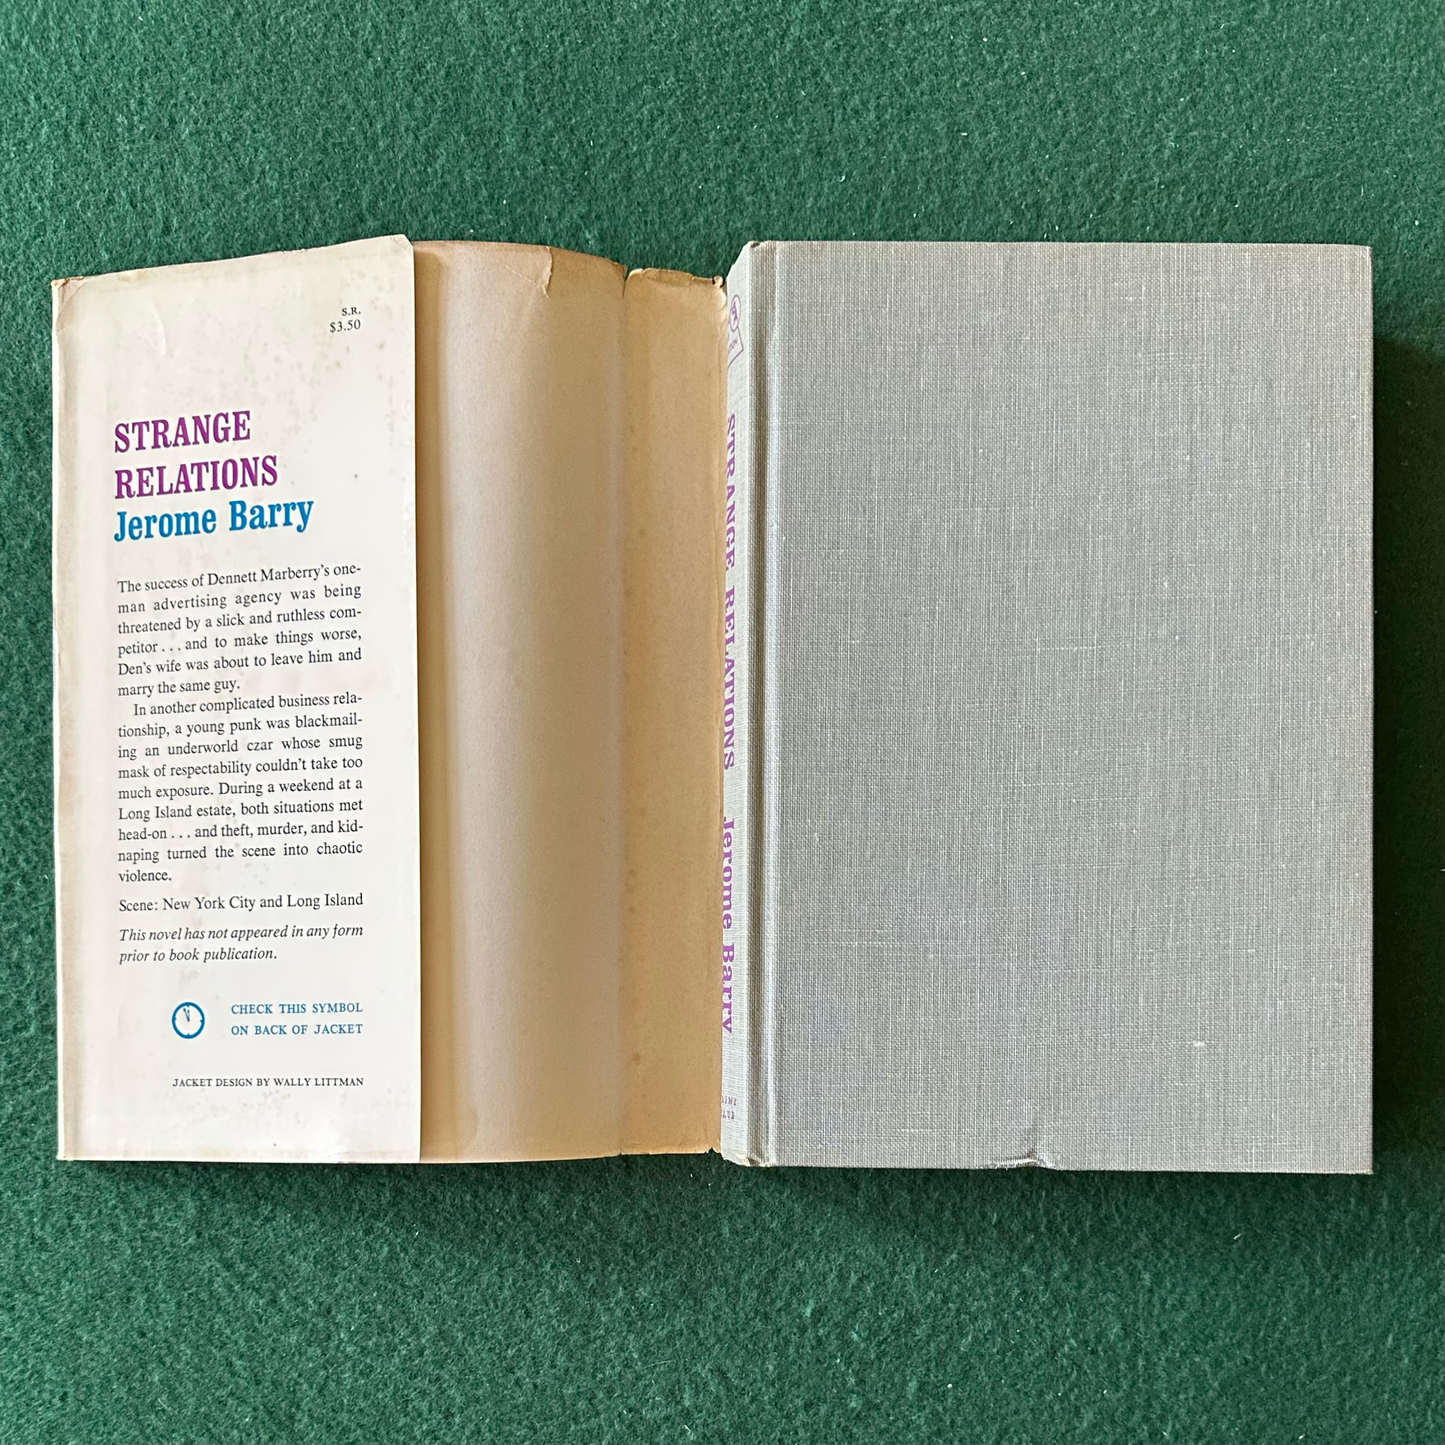 S.R.
$3.50
STRANGE
RELATIONS
Jerome Barry
The success of Dennett Marberry's one-
man advertising agency was being
threatened by a slick and ruthless com-
petitor . . . and to make things worse,
Den's wife was about to leave him and
marry the same guy.
In another complicated business rela-
tionship, a young punk was blackmail-
ing an underworld czar whose smug
mask of respectability couldn't take too
much exposure. During a weekend at a
Long Island estate, both situations met
head-on . . . and theft, murder, and kid-
naping turned the scene into chaotic
violence.
Scene: New York City and Long Island
This novel has not appeared in any form
prior to book publication.
CHECK THIS SYMBOL
ON BACK OF JACKET
JACKET DESIGN BY WALLY LITTMAN
STRANGE RELATIONS Jerome Barry